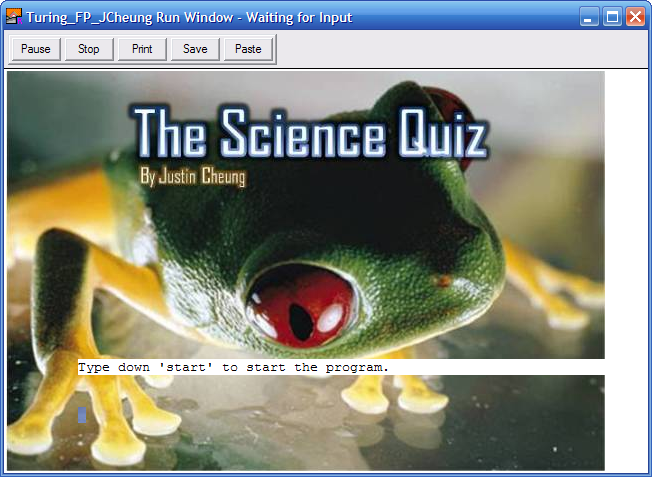 Turing_FP_JCheung Run Window - Waiting for Input
Pause Stop Print Save Paste
The Science Quiz
By Justin Cheung
Type down 'start' to start the program.